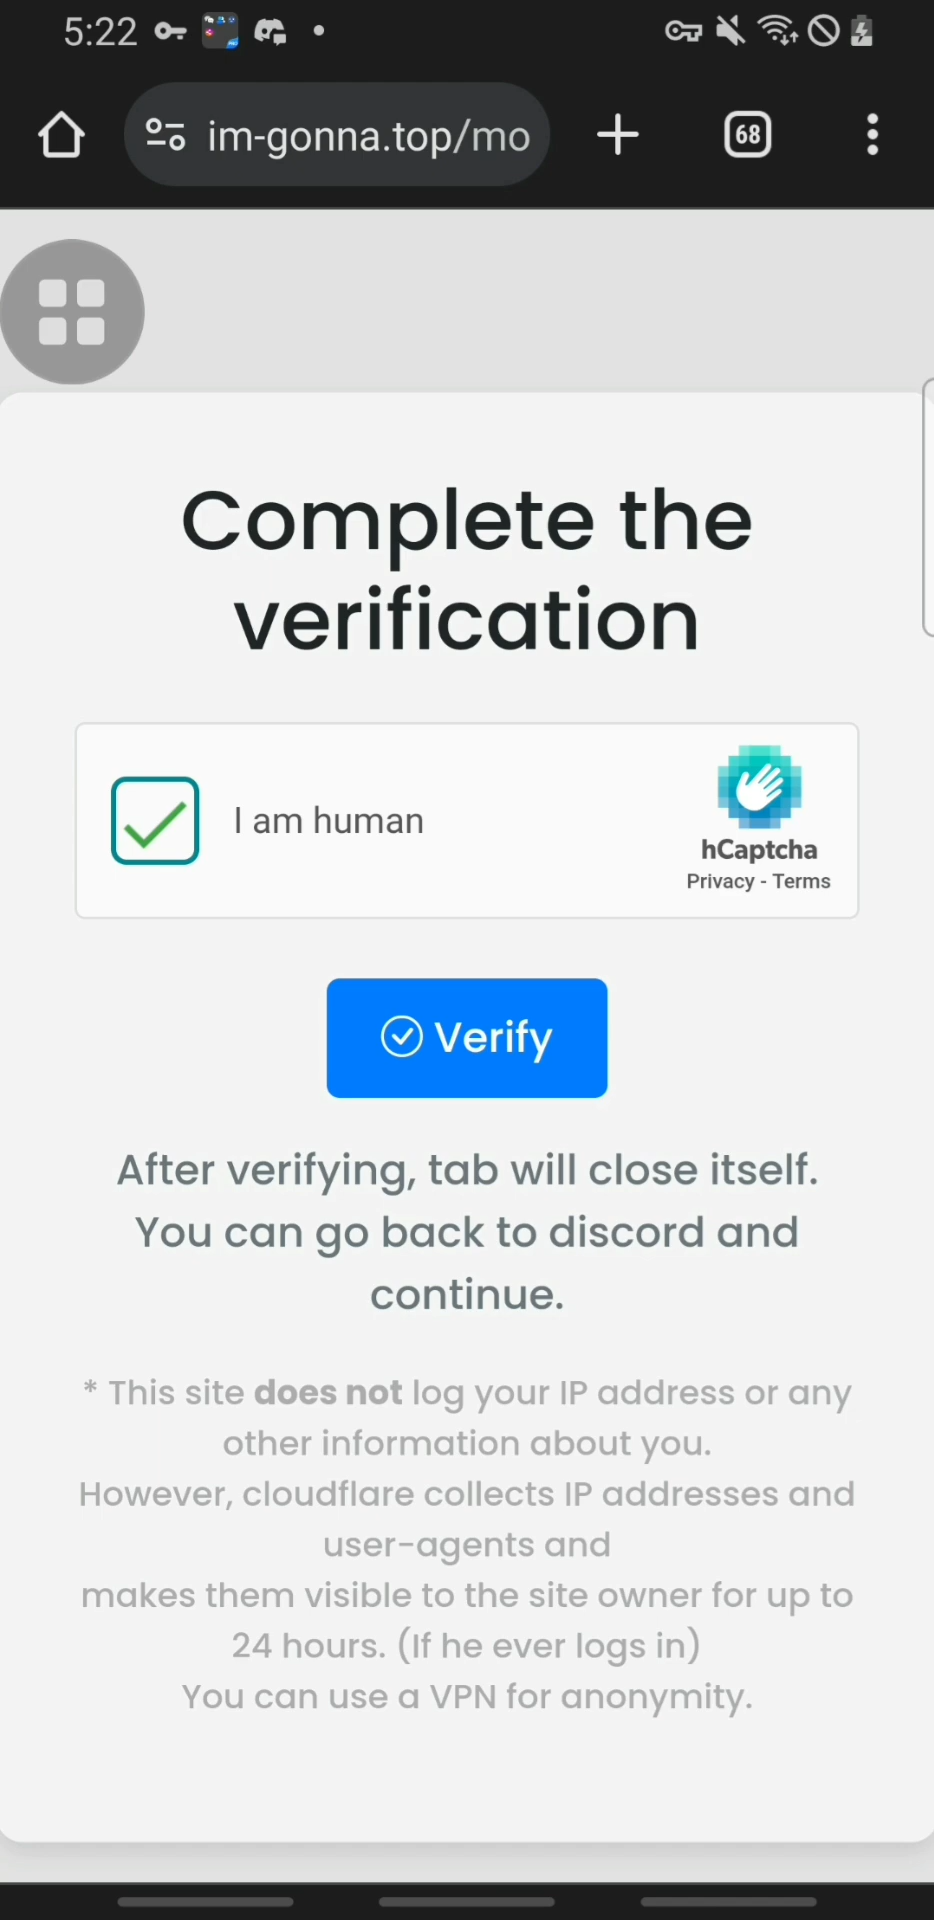 5:22
im-gonna.top/mo
68
Complete the
verification
I am human
hCaptcha
Privacy - Terms
Verify
After verifying, tab will close itself.
You can go back to discord and
continue.
* This site does not log your IP address or any
other information about you.
However, cloudflare collects IP addresses and
user-agents and
makes them visible to the site owner for up to
24 hours. (If he ever logs in)
You can use a VPN for anonymity.